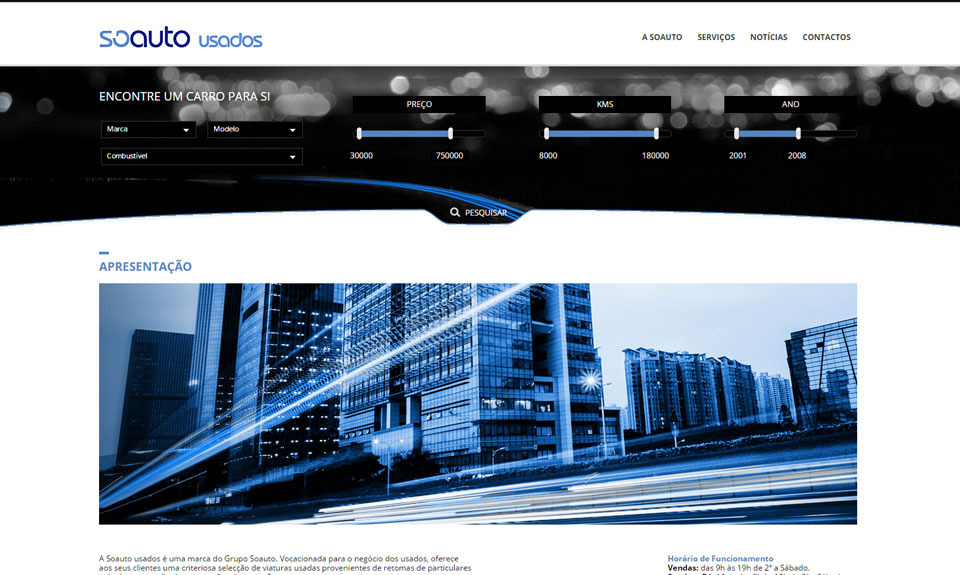 soauto usados
A SOAUTO SERVIÇOS NOTÍCIAS CONTACTOS
ENCONTRE UM CARRO PARA SI
Marca
Modelo
Combustível
PREÇO
30000 750000
KMS
8000 180000
ANO
2001 2008
PESQUISAR
APRESENTAÇÃO
A Soauto usados é uma marca do Grupo Soauto. Vocacionada para o negócio dos usados, oferece
aos seus clientes uma criteriosa selecção de viaturas usadas provenientes de retomas de particulares
Horário de Funcionamento
Vendas: das 9h às 19h de 2ª a Sábado.